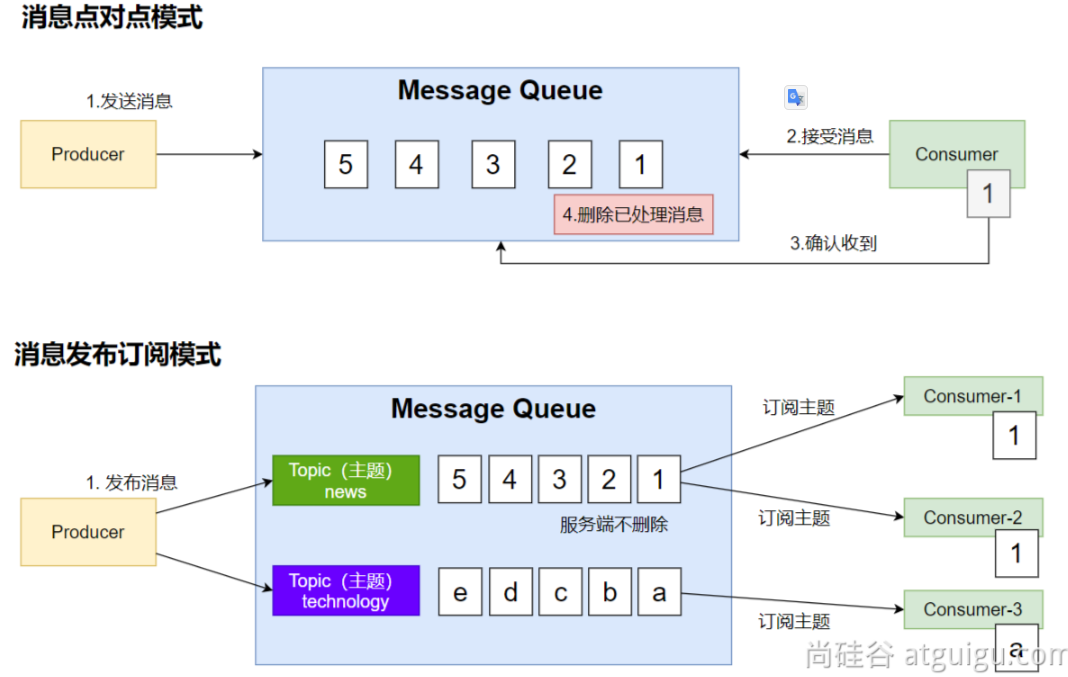 消息点对点模式
Message Queue
1.发送消息
2.接受消息
Producer
Consumer
5 4 3 2 1
1
4.删除已处理消息
3.确认收到
消息发布订阅模式
Message Queue
Consumer-1
订阅主题
1
Topic（主题）
news
5 4 3 2 1
1. 发布消息
服务端不删除
Producer
订阅主题
Consumer-2
1
Topic（主题）
technology
e d c b a
订阅主题
Consumer-3
a
尚硅谷 atguigu.com